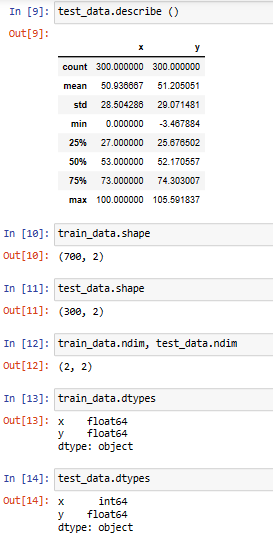 In [9]: test_data.describe ()
Out[9]:
x y
count 300.000000 300.000000
mean 50.936667 51.205051
std 28.504286 29.071481
min 0.000000 -3.467884
25% 27.000000 25.676502
50% 53.000000 52.170557
75% 73.000000 74.303007
max 100.000000 105.591837
In [10]: train_data.shape
Out[10]: (700, 2)
In [11]: test_data.shape
Out[11]: (300, 2)
In [12]: train_data.ndim, test_data.ndim
Out[12]: (2, 2)
In [13]: train_data.dtypes
Out[13]: x float64
y float64
dtype: object
In [14]: test_data.dtypes
Out[14]: x int64
y float64
dtype: object